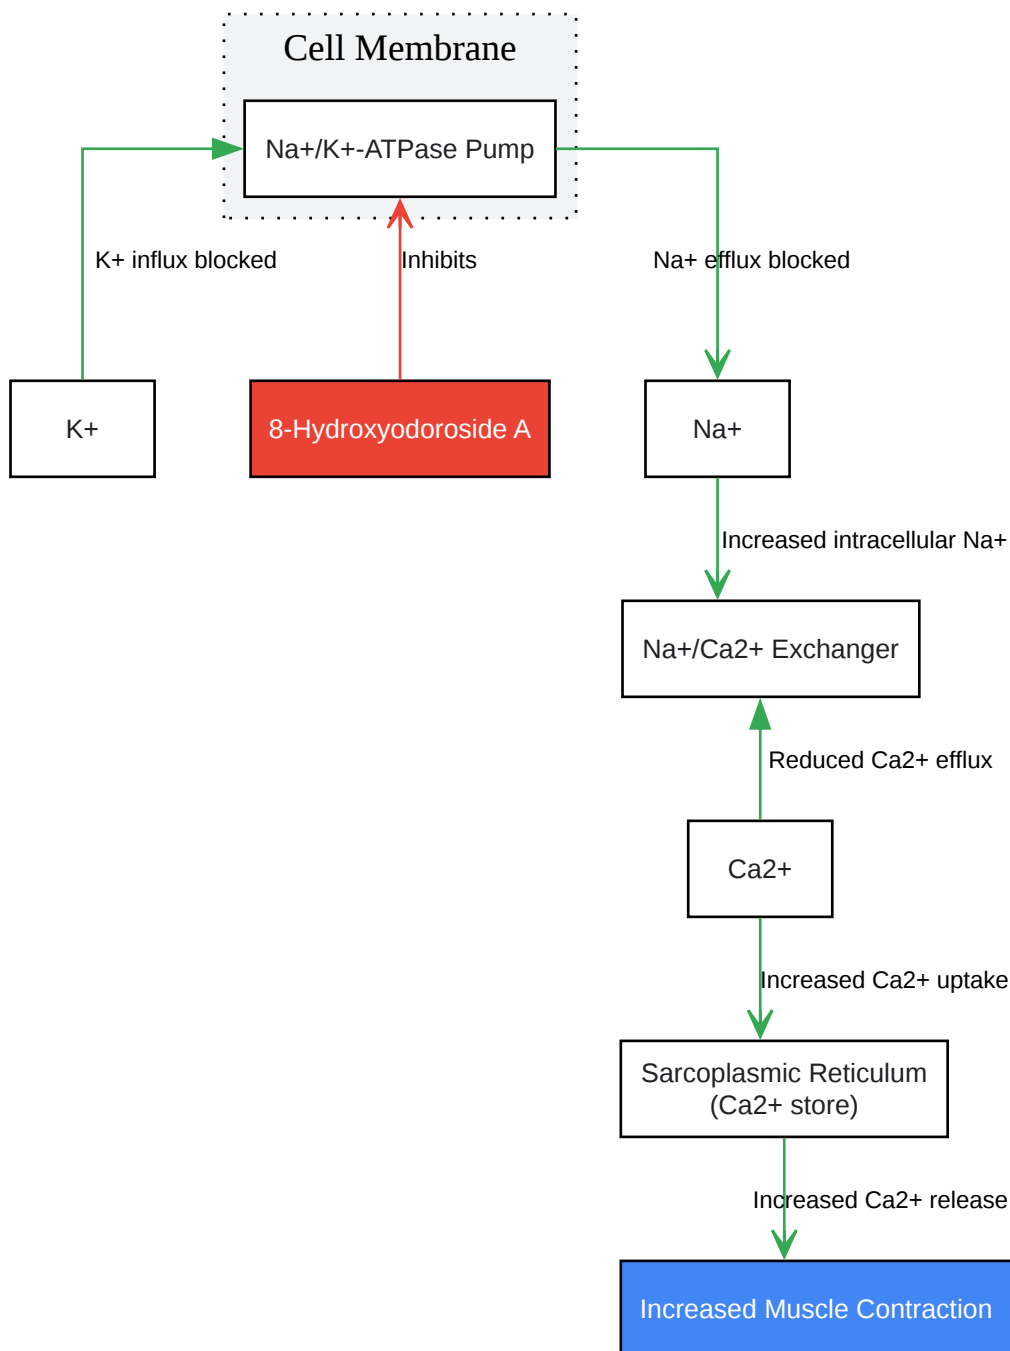 Cell Membrane
Na+/K+-ATPase Pump
K+ influx blocked
Inhibits
Na+ efflux blocked
K+
8-Hydroxyodoroside A
Na+
Increased intracellular Na+
Na+/Ca2+ Exchanger
Reduced Ca2+ efflux
Ca2+
Increased Ca2+ uptake
Sarcoplasmic Reticulum
(Ca2+ store)
Increased Ca2+ release
Increased Muscle Contraction